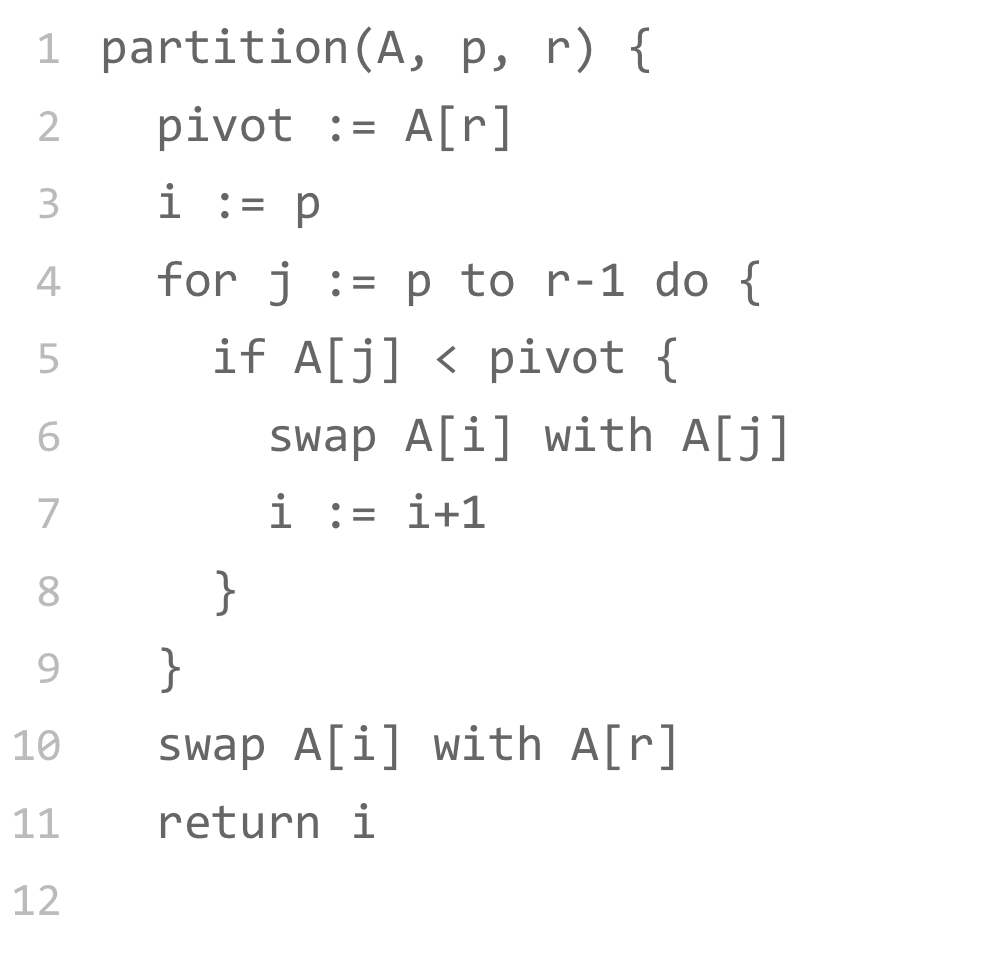 1 partition(A, p, r) {
2   pivot := A[r]
3   i := p
4   for j := p to r-1 do {
5     if A[j] < pivot {
6       swap A[i] with A[j]
7       i := i+1
8     }
9   }
10   swap A[i] with A[r]
11   return i
12